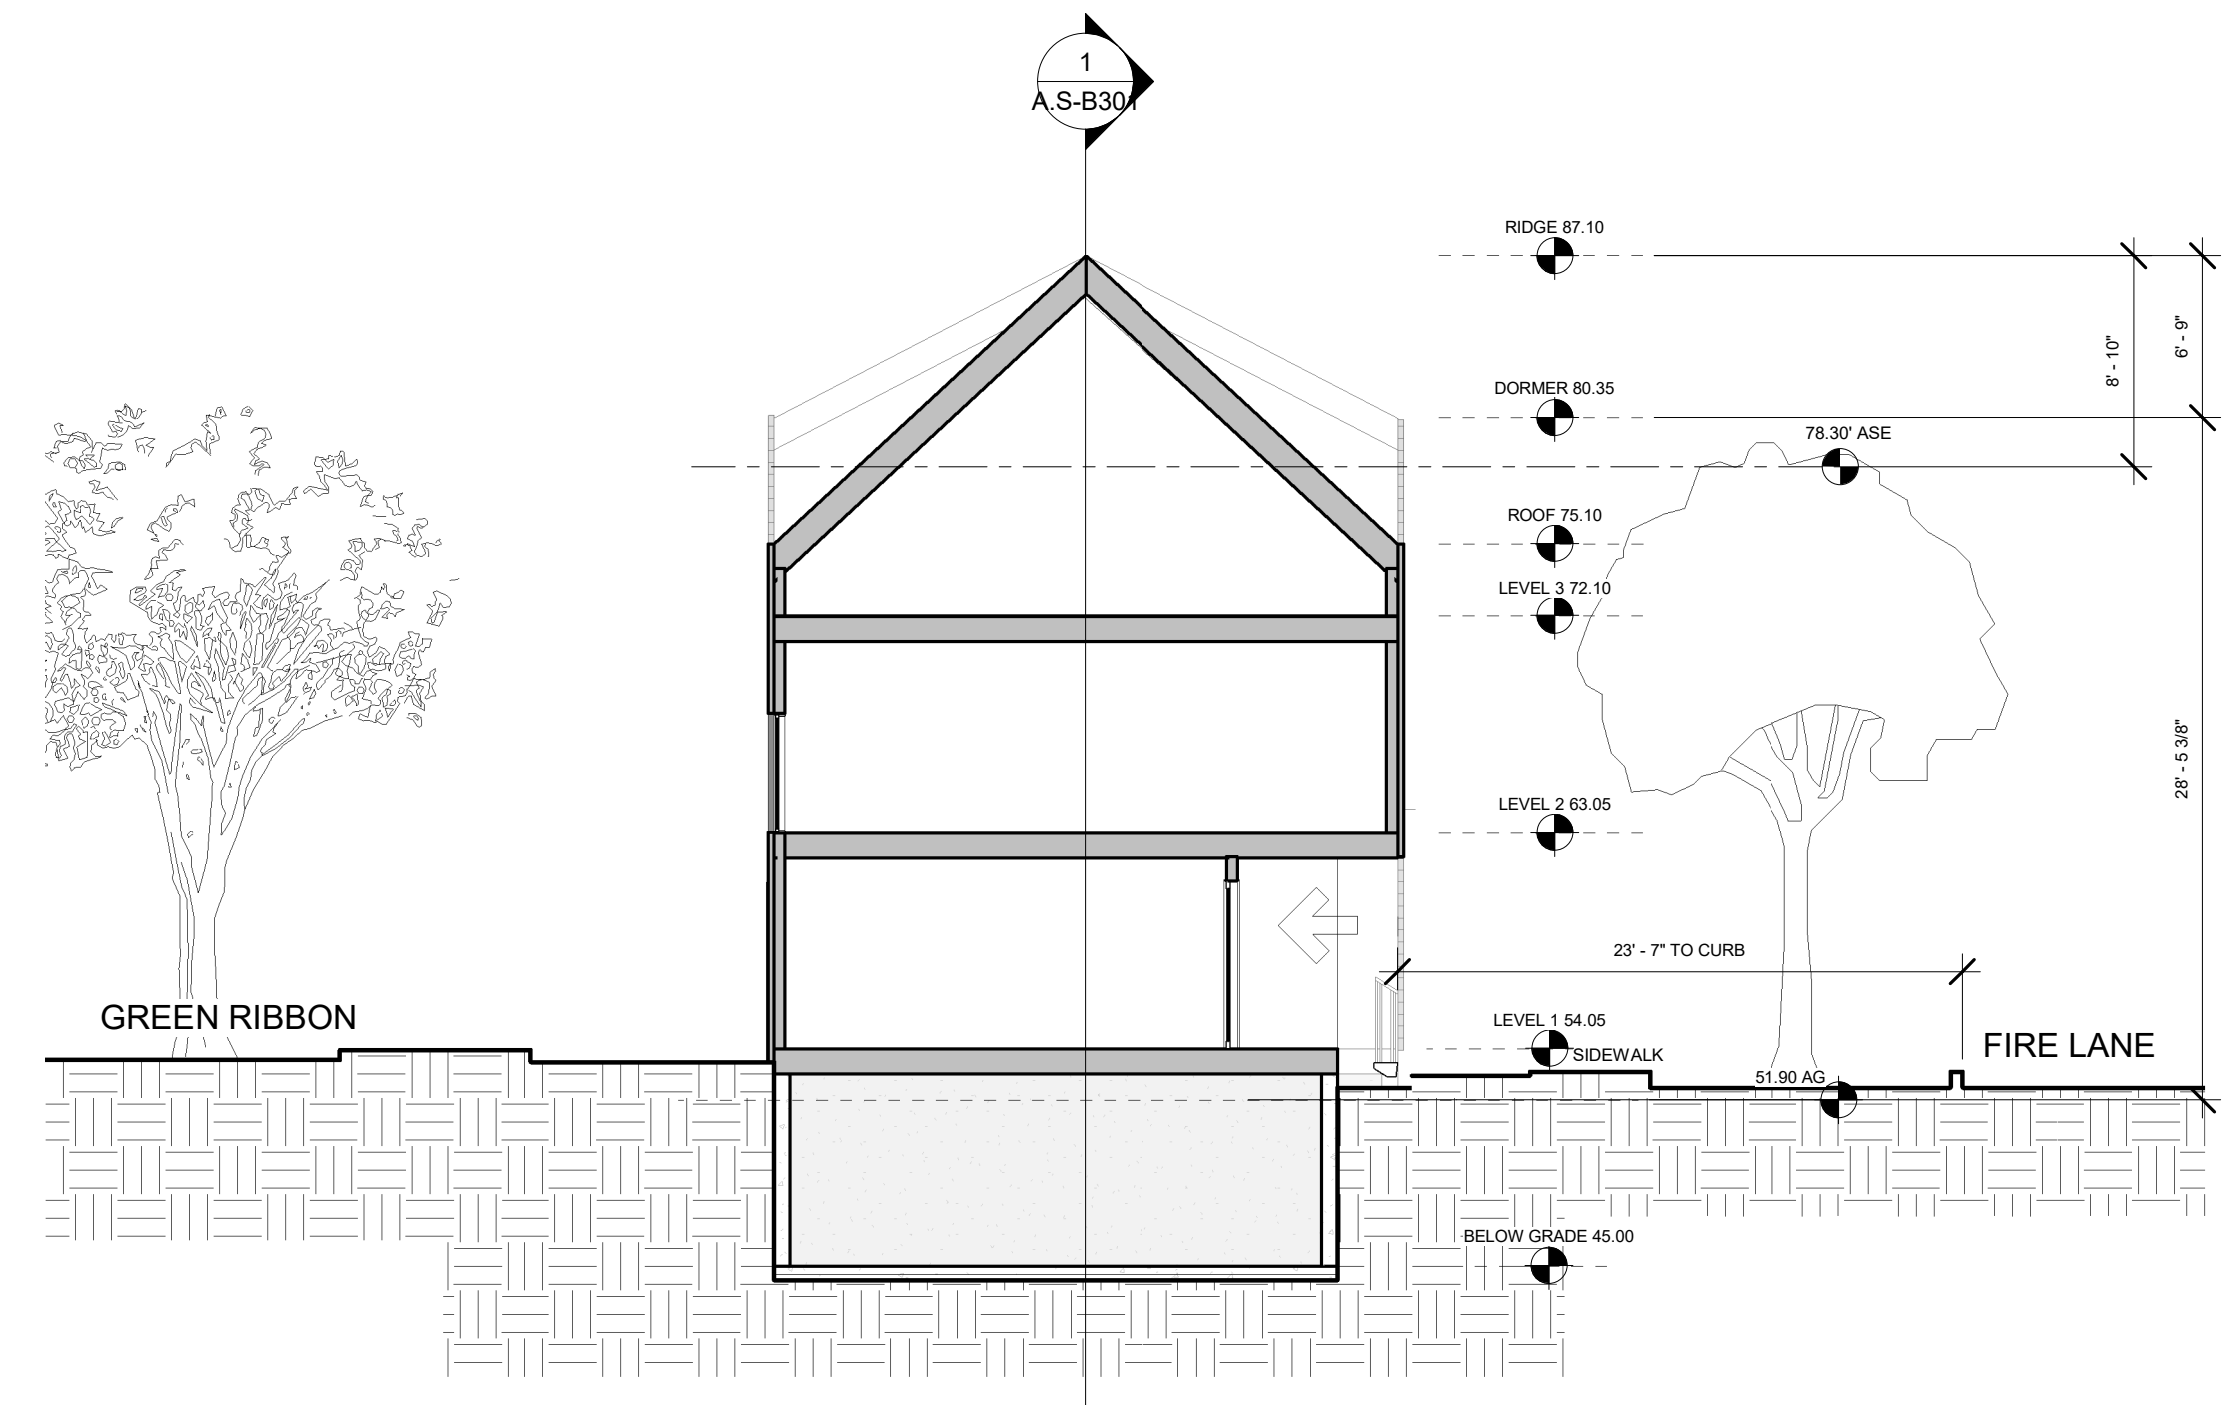 1
A.S-B301
RIDGE 87.10
DORMER 80.35
78.30' ASE
8' - 10"
6' - 9"
ROOF 75.10
LEVEL 3 72.10
LEVEL 2 63.05
28' - 5 3/8"
23' - 7" TO CURB
GREEN RIBBON
LEVEL 1 54.05
SIDEWALK
FIRE LANE
51.90 AG
BELOW GRADE 45.00